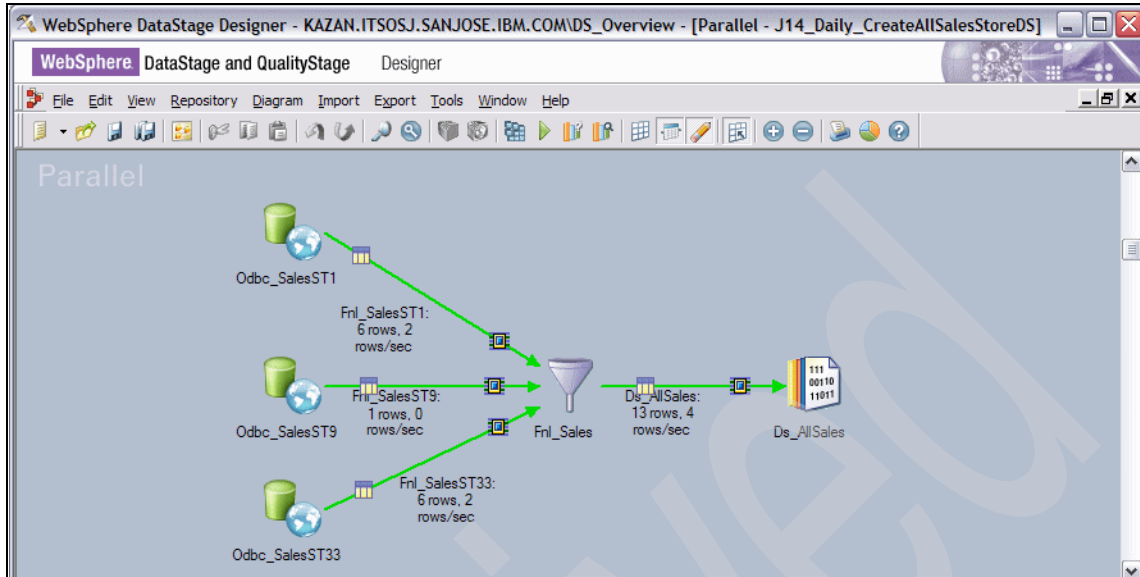 WebSphere DataStage Designer - KAZAN.ITSOSJ.SANJOSE.IBM.COM\DS_Overview - [Parallel - J14_Daily_CreateAllSalesStoreDS]
WebSphere. DataStage and QualityStage Designer
File Edit View Repository Diagram Import Export Tools Window Help
Parallel
Odbc_SalesST1
Fnl_SalesST1:
6 rows, 2
rows/sec
Odbc_SalesST9
Fnl_SalesST9:
1 rows, 0
rows/sec
Fnl_Sales
Ds_AllSales:
13 rows, 4
rows/sec
Ds_AllSales
111
00110
11011
Fnl_SalesST33:
6 rows, 2
rows/sec
Odbc_SalesST33